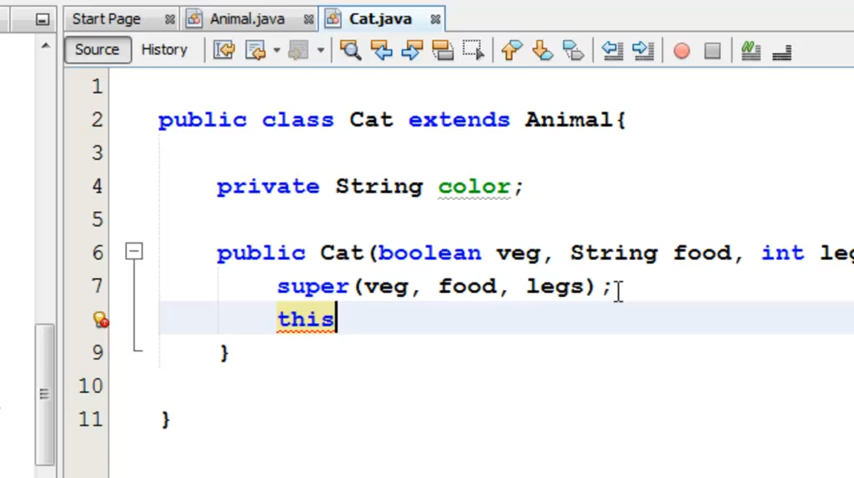 Start Page Animal.java Cat.java
Source History
1
2 public class Cat extends Animal{
3
4 private String color;
5
6 public Cat(boolean veg, String food, int leg
7 super(veg, food, legs);
this
9 }
10
11 }